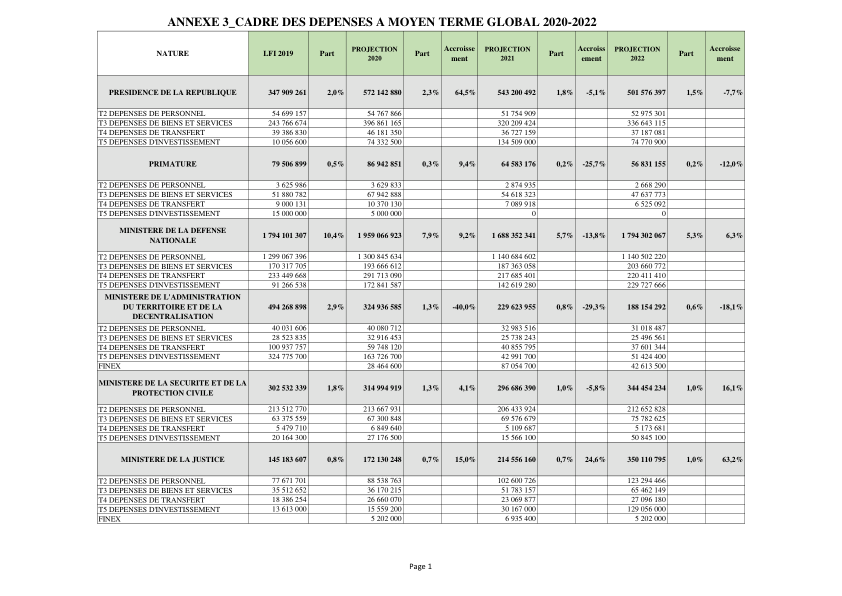 ANNEXE 3_CADRE DES DEPENSES A MOYEN TERME GLOBAL 2020-2022
NATURE LFI 2019 Part PROJECTION 2020 Part Accroisse ment PROJECTION 2021 Part Accroiss ement PROJECTION 2022 Part Accroisse ment
PRESIDENCE DE LA REPUBLIQUE 347 909 261 2,0% 572 142 880 2,3% 64,5% 543 200 492 1,8% -5,1% 501 576 397 1,5% -7,7%
T2 DEPENSES DE PERSONNEL 54 699 157 54 767 866 51 754 909 52 975 301
T3 DEPENSES DE BIENS ET SERVICES 243 766 674 396 861 165 320 209 424 336 643 115
T4 DEPENSES DE TRANSFERT 39 386 830 46 181 350 36 727 159 37 187 081
T5 DEPENSES D'INVESTISSEMENT 10 056 600 74 332 500 134 509 000 74 770 900
PRIMATURE 79 506 899 0,5% 86 942 851 0,3% 9,4% 64 583 176 0,2% -25,7% 56 831 155 0,2% -12,0%
T2 DEPENSES DE PERSONNEL 3 625 986 3 629 833 2 874 935 2 668 290
T3 DEPENSES DE BIENS ET SERVICES 51 880 782 67 942 888 54 618 323 47 637 773
T4 DEPENSES DE TRANSFERT 9 000 131 10 370 130 7 089 918 6 525 092
T5 DEPENSES D'INVESTISSEMENT 15 000 000 5 000 000 0 0
MINISTERE DE LA DEFENSE NATIONALE 1 794 101 307 10,4% 1 959 066 923 7,9% 9,2% 1 688 352 341 5,7% -13,8% 1 794 302 067 5,3% 6,3%
T2 DEPENSES DE PERSONNEL 1 299 067 396 1 300 845 634 1 140 684 602 1 140 502 220
T3 DEPENSES DE BIENS ET SERVICES 170 317 705 193 666 612 187 363 058 203 660 772
T4 DEPENSES DE TRANSFERT 233 449 668 291 713 090 217 685 401 220 411 410
T5 DEPENSES D'INVESTISSEMENT 91 266 538 172 841 587 142 619 280 229 727 666
MINISTERE DE L'ADMINISTRATION DU TERRITOIRE ET DE LA DECENTRALISATION 494 268 898 2,9% 324 936 585 1,3% -40,0% 229 623 955 0,8% -29,3% 188 154 292 0,6% -18,1%
T2 DEPENSES DE PERSONNEL 40 031 606 40 080 712 32 983 516 31 018 487
T3 DEPENSES DE BIENS ET SERVICES 28 523 835 32 916 453 25 738 243 25 496 561
T4 DEPENSES DE TRANSFERT 100 937 757 59 748 120 40 855 795 37 601 344
T5 DEPENSES D'INVESTISSEMENT 324 775 700 163 726 700 42 991 700 51 424 400
FINEX 28 464 600 87 054 700 42 613 500
MINISTERE DE LA SECURITE ET DE LA PROTECTION CIVILE 302 532 339 1,8% 314 994 919 1,3% 4,1% 296 686 390 1,0% -5,8% 344 454 234 1,0% 16,1%
T2 DEPENSES DE PERSONNEL 213 512 770 213 667 931 206 433 924 212 652 828
T3 DEPENSES DE BIENS ET SERVICES 63 375 559 67 300 848 69 576 679 75 782 625
T4 DEPENSES DE TRANSFERT 5 479 710 6 849 640 5 109 687 5 173 681
T5 DEPENSES D'INVESTISSEMENT 20 164 300 27 176 500 15 566 100 50 845 100
MINISTERE DE LA JUSTICE 145 183 607 0,8% 172 130 248 0,7% 15,0% 214 556 160 0,7% 24,6% 350 110 795 1,0% 63,2%
T2 DEPENSES DE PERSONNEL 77 671 701 88 538 763 102 600 726 123 294 466
T3 DEPENSES DE BIENS ET SERVICES 35 512 652 36 170 215 51 783 157 65 462 149
T4 DEPENSES DE TRANSFERT 18 386 254 26 660 070 23 069 877 27 096 180
T5 DEPENSES D'INVESTISSEMENT 13 613 000 15 559 200 30 167 000 129 056 000
FINEX 5 202 000 6 935 400 5 202 000
Page 1